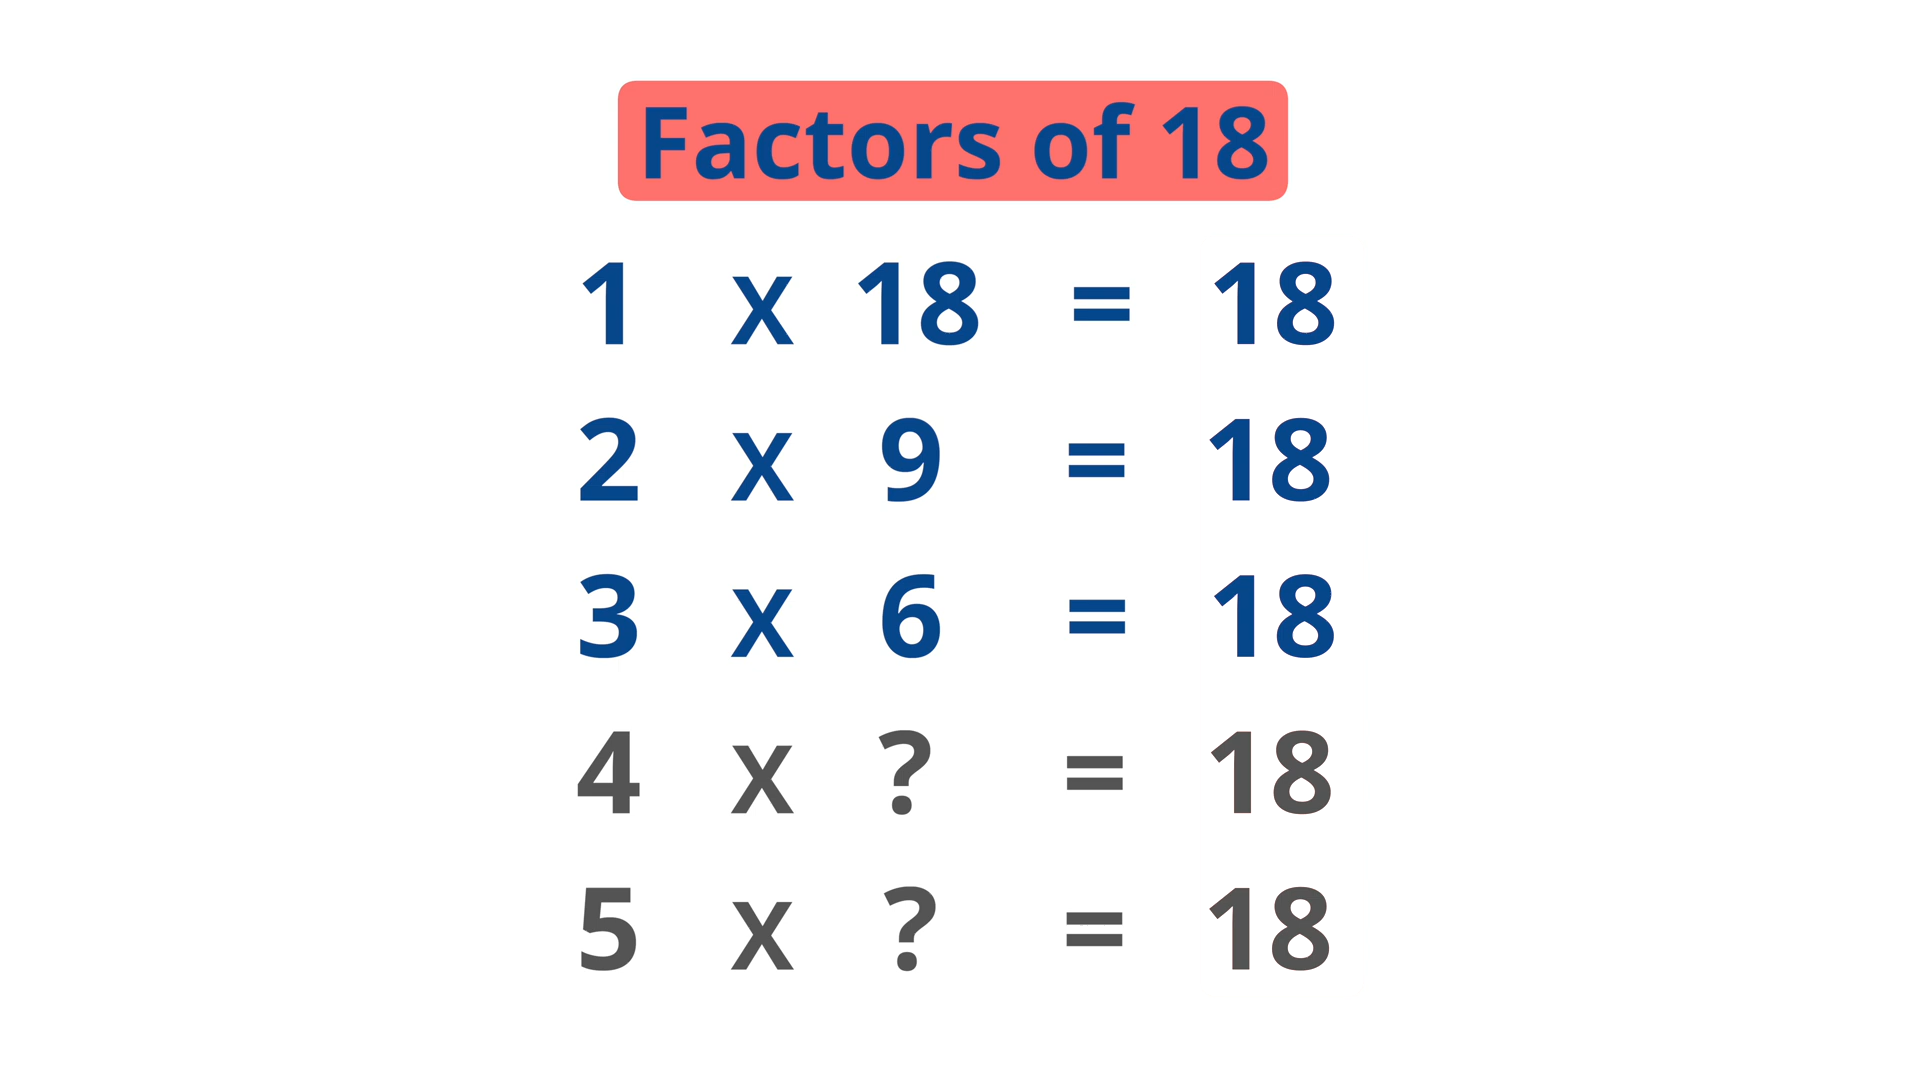 Factors of 18
1 x 18 = 18
2 x 9 = 18
3 x 6 = 18
4 x ? = 18
5 x ? = 18